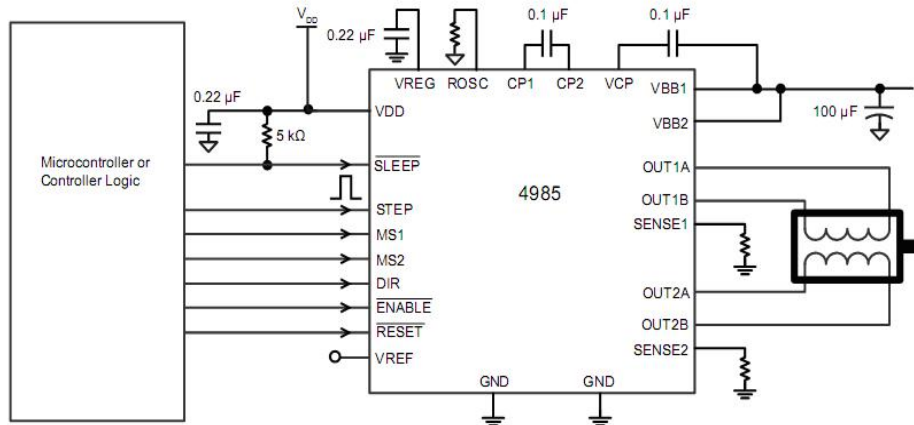 V_DD
0.22 µF
0.1 µF
0.1 µF
0.22 µF
5 kΩ
100 µF
VREG
ROSC
CP1
CP2
VCP
VDD
VBB1
VBB2
Microcontroller or
Controller Logic
SLEEP
STEP
MS1
MS2
DIR
ENABLE
RESET
VREF
4985
OUT1A
OUT1B
SENSE1
OUT2A
OUT2B
SENSE2
GND
GND